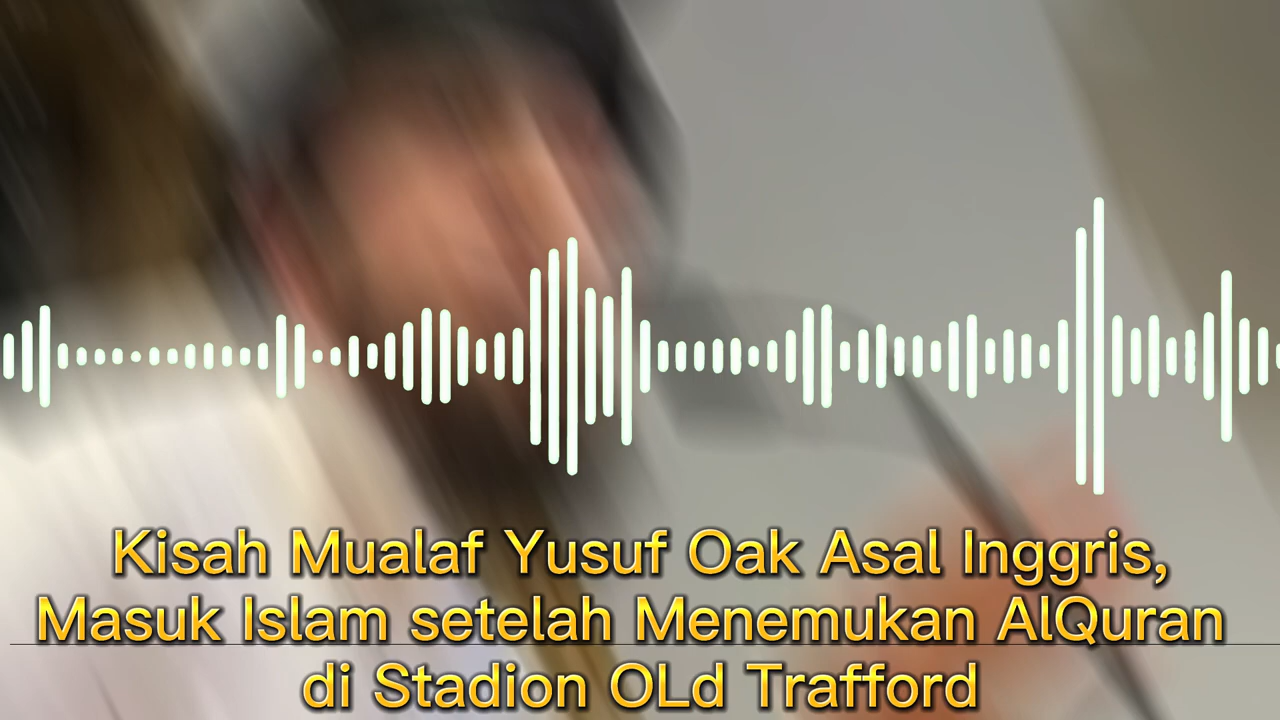 Kisah Mualaf Yusuf Oak Asal Inggris,
Masuk Islam setelah Menemukan AlQuran
di Stadion OLd Trafford